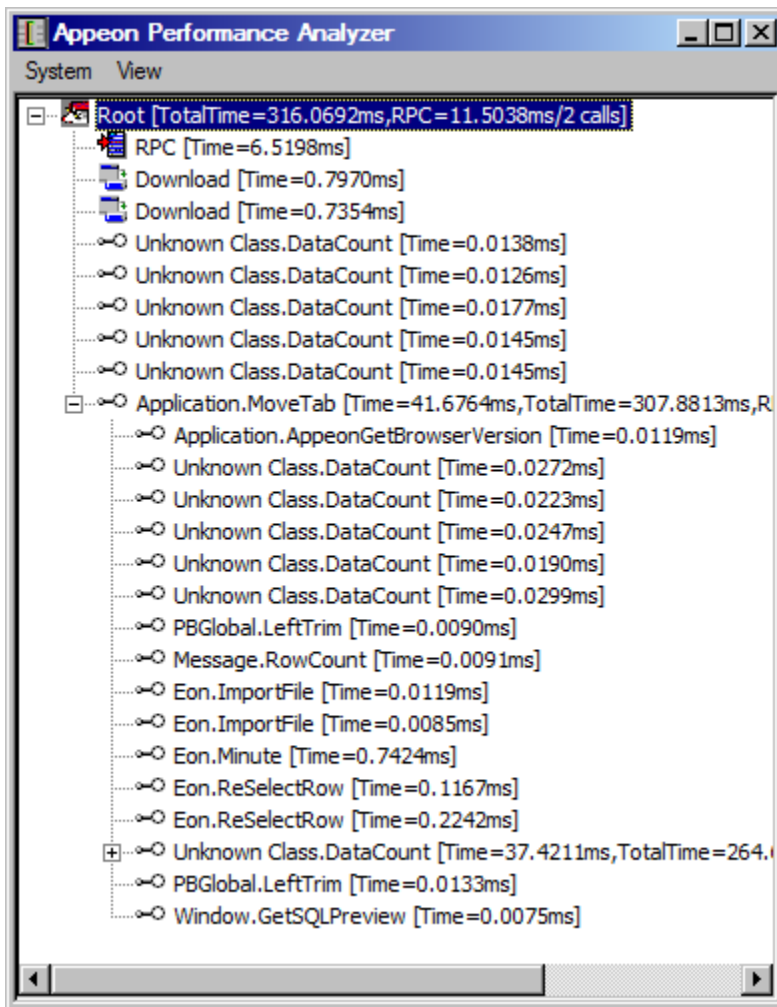 Appeon Performance Analyzer
System View
Root [TotalTime=316.0692ms,RPC=11.5038ms/2 calls]
RPC [Time=6.5198ms]
Download [Time=0.7970ms]
Download [Time=0.7354ms]
Unknown Class.DataCount [Time=0.0138ms]
Unknown Class.DataCount [Time=0.0126ms]
Unknown Class.DataCount [Time=0.0177ms]
Unknown Class.DataCount [Time=0.0145ms]
Unknown Class.DataCount [Time=0.0145ms]
Application.MoveTab [Time=41.6764ms,TotalTime=307.8813ms,R
Application.AppeonGetBrowserVersion [Time=0.0119ms]
Unknown Class.DataCount [Time=0.0272ms]
Unknown Class.DataCount [Time=0.0223ms]
Unknown Class.DataCount [Time=0.0247ms]
Unknown Class.DataCount [Time=0.0190ms]
Unknown Class.DataCount [Time=0.0299ms]
PBGlobal.LeftTrim [Time=0.0090ms]
Message.RowCount [Time=0.0091ms]
Eon.ImportFile [Time=0.0119ms]
Eon.ImportFile [Time=0.0085ms]
Eon.Minute [Time=0.7424ms]
Eon.ReSelectRow [Time=0.1167ms]
Eon.ReSelectRow [Time=0.2242ms]
Unknown Class.DataCount [Time=37.4211ms,TotalTime=264.
PBGlobal.LeftTrim [Time=0.0133ms]
Window.GetSQLPreview [Time=0.0075ms]